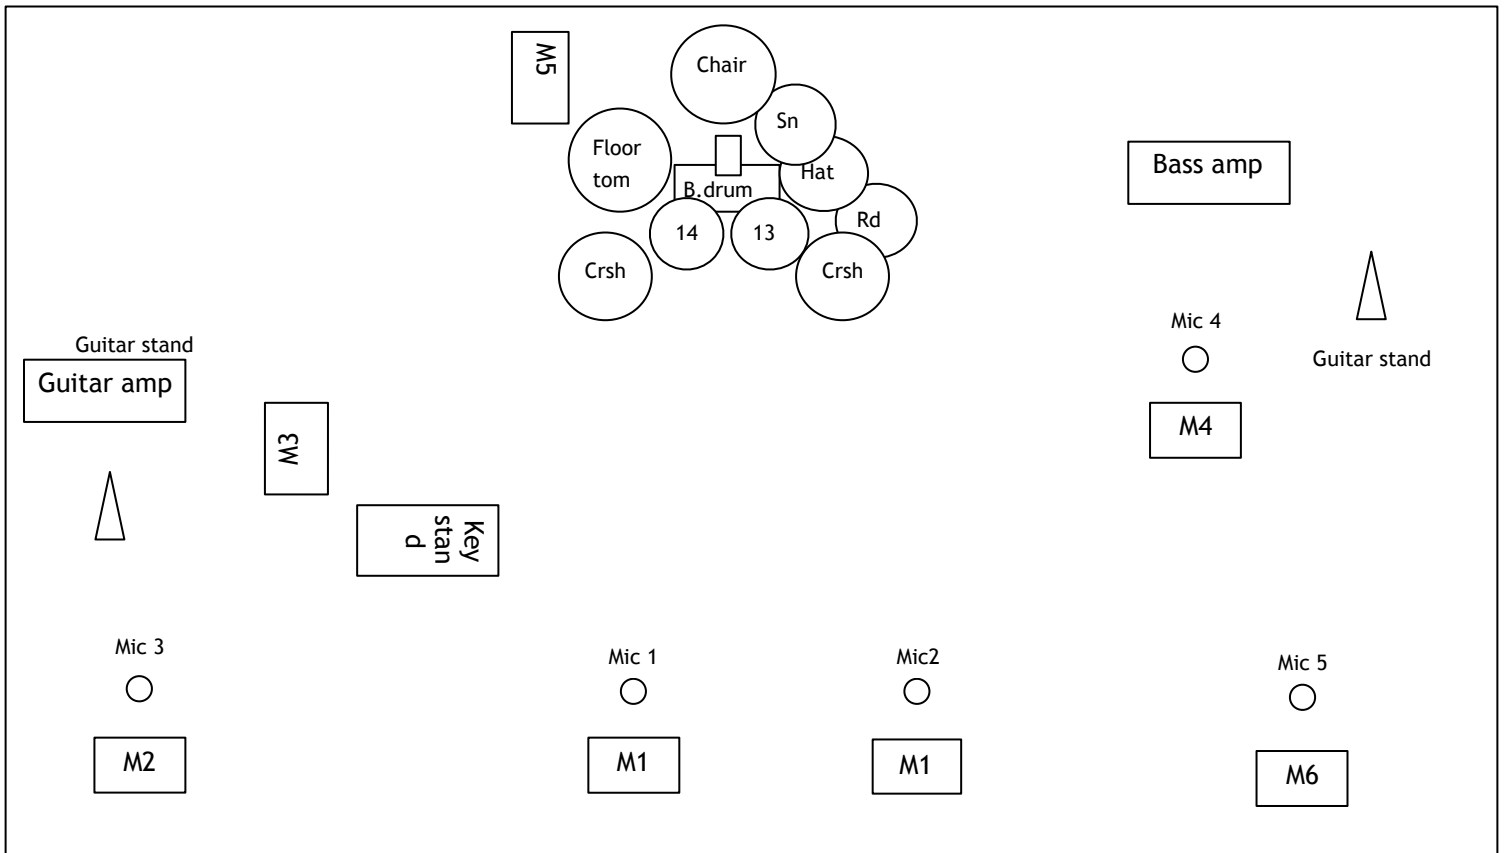 M5
Chair
Sn
Floor
tom
Hat
B.drum
Bass amp
14
13
Rd
Crsh
Crsh
Mic 4
Guitar stand
Guitar stand
Guitar amp
M4
M3
Key
stan
d
Mic 3
Mic 1
Mic2
Mic 5
M2
M1
M1
M6